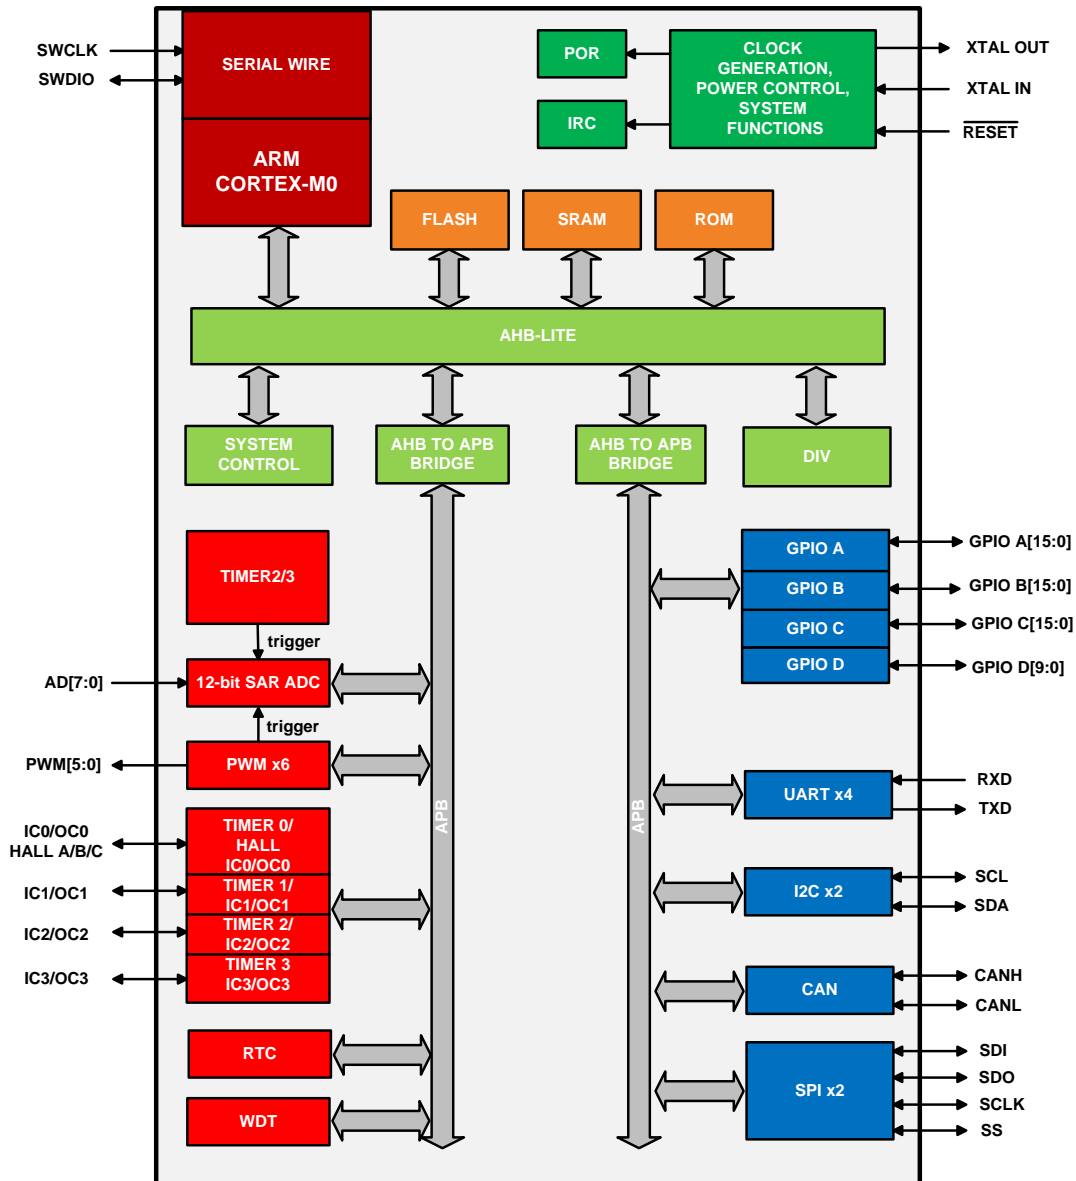 SWCLK
SWDIO
SERIAL WIRE
ARM
CORTEX-M0
POR
IRC
CLOCK
GENERATION,
POWER CONTROL,
SYSTEM
FUNCTIONS
XTAL OUT
XTAL IN
RESET
FLASH
SRAM
ROM
AHB-LITE
SYSTEM
CONTROL
AHB TO APB
BRIDGE
AHB TO APB
BRIDGE
DIV
TIMER2/3
trigger
AD[7:0]
12-bit SAR ADC
trigger
PWM[5:0]
PWM x6
IC0/OC0
HALL A/B/C
TIMER 0/
HALL
IC0/OC0
IC1/OC1
TIMER 1/
IC1/OC1
IC2/OC2
TIMER 2/
IC2/OC2
IC3/OC3
TIMER 3
IC3/OC3
RTC
WDT
APB
APB
GPIO A
GPIO A[15:0]
GPIO B
GPIO B[15:0]
GPIO C
GPIO C[15:0]
GPIO D
GPIO D[9:0]
UART x4
RXD
TXD
I2C x2
SCL
SDA
CAN
CANH
CANL
SPI x2
SDI
SDO
SCLK
SS